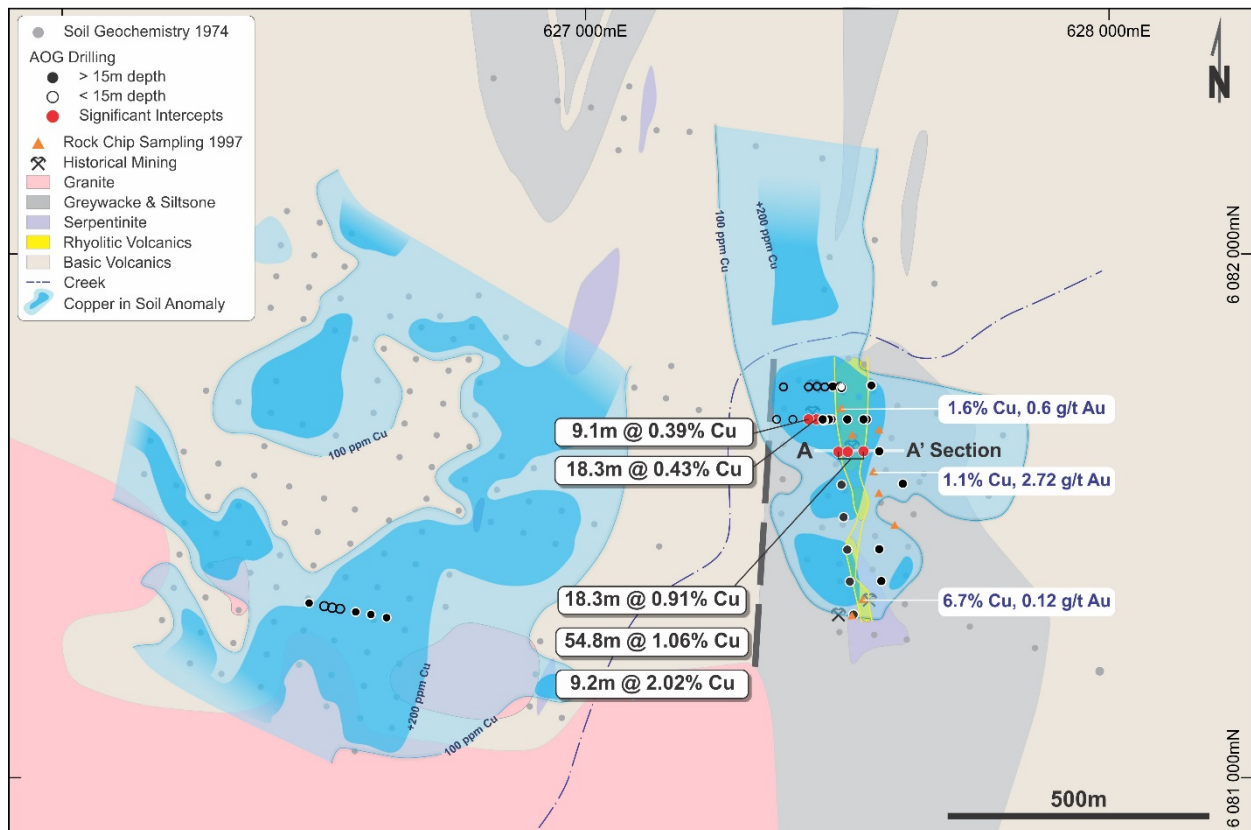 Soil Geochemistry 1974
AOG Drilling
> 15m depth
< 15m depth
Significant Intercepts
Rock Chip Sampling 1997
Historical Mining
Granite
Greywacke & Siltsone
Serpentinite
Rhyolitic Volcanics
Basic Volcanics
Creek
Copper in Soil Anomaly
627 000mE
628 000mE
N
6 082 000mN
6 081 000mN
100 ppm Cu
+200 ppm Cu
100 ppm Cu
+200 ppm Cu
100 ppm Cu
9.1m @ 0.39% Cu
18.3m @ 0.43% Cu
A
A' Section
1.6% Cu, 0.6 g/t Au
1.1% Cu, 2.72 g/t Au
6.7% Cu, 0.12 g/t Au
18.3m @ 0.91% Cu
54.8m @ 1.06% Cu
9.2m @ 2.02% Cu
500m